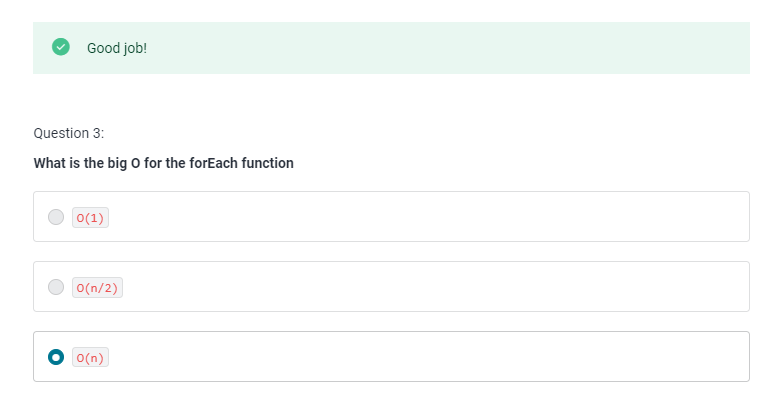 Good job!
Question 3:
What is the big O for the forEach function
O(1)
O(n/2)
O(n)